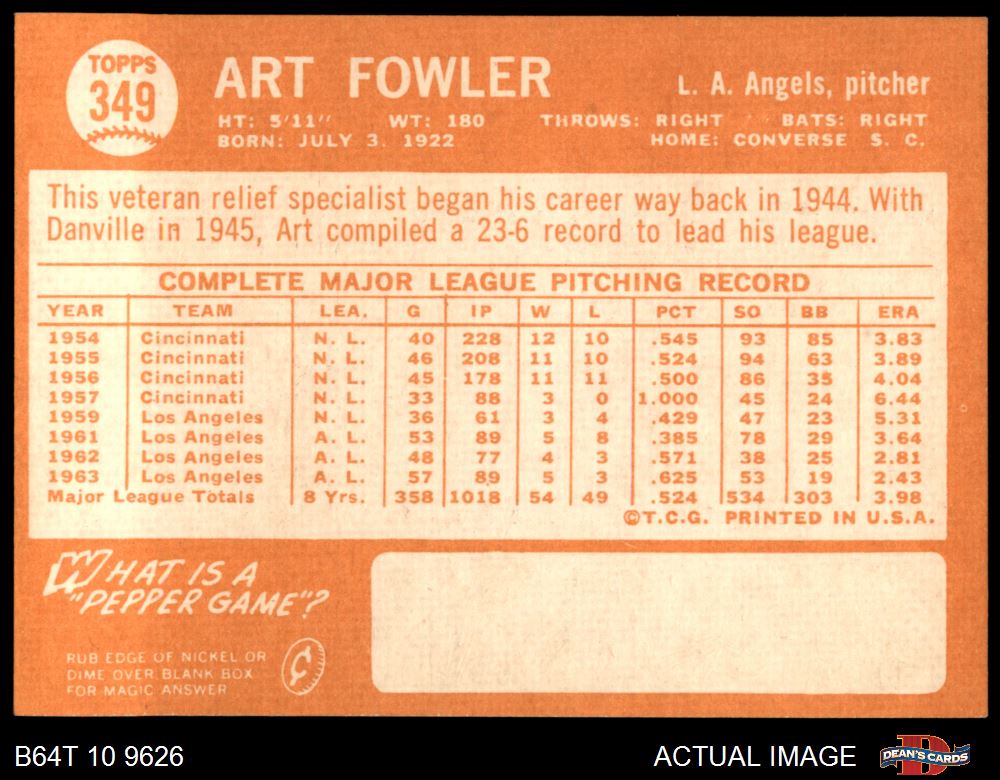 TOPPS
349
ART FOWLER
L. A. Angels, pitcher
HT: 5'11" WT: 180 THROWS: RIGHT BATS: RIGHT
BORN: JULY 3, 1922 HOME: CONVERSE S. C.
This veteran relief specialist began his career way back in 1944. With
Danville in 1945, Art compiled a 23-6 record to lead his league.
COMPLETE MAJOR LEAGUE PITCHING RECORD
YEAR TEAM LEA. G IP W L PCT SO BB ERA
1954 Cincinnati N. L. 40 228 12 10 .545 93 85 3.83
1955 Cincinnati N. L. 46 208 11 10 .524 94 63 3.89
1956 Cincinnati N. L. 45 178 11 11 .500 86 35 4.04
1957 Cincinnati N. L. 33 88 3 0 1.000 45 24 6.44
1959 Los Angeles N. L. 36 61 3 4 .429 47 23 5.31
1961 Los Angeles A. L. 53 89 5 8 .385 78 29 3.64
1962 Los Angeles A. L. 48 77 4 3 .571 38 25 2.81
1963 Los Angeles A. L. 57 89 5 3 .625 53 19 2.43
Major League Totals 8 Yrs. 358 1018 54 49 .524 534 303 3.98
©T.C.G. PRINTED IN U.S.A.
WHAT IS A
"PEPPER GAME"?
RUB EDGE OF NICKEL OR
DIME OVER BLANK BOX
FOR MAGIC ANSWER
¢
B64T 10 9626 ACTUAL IMAGE
DEAN'S CARDS